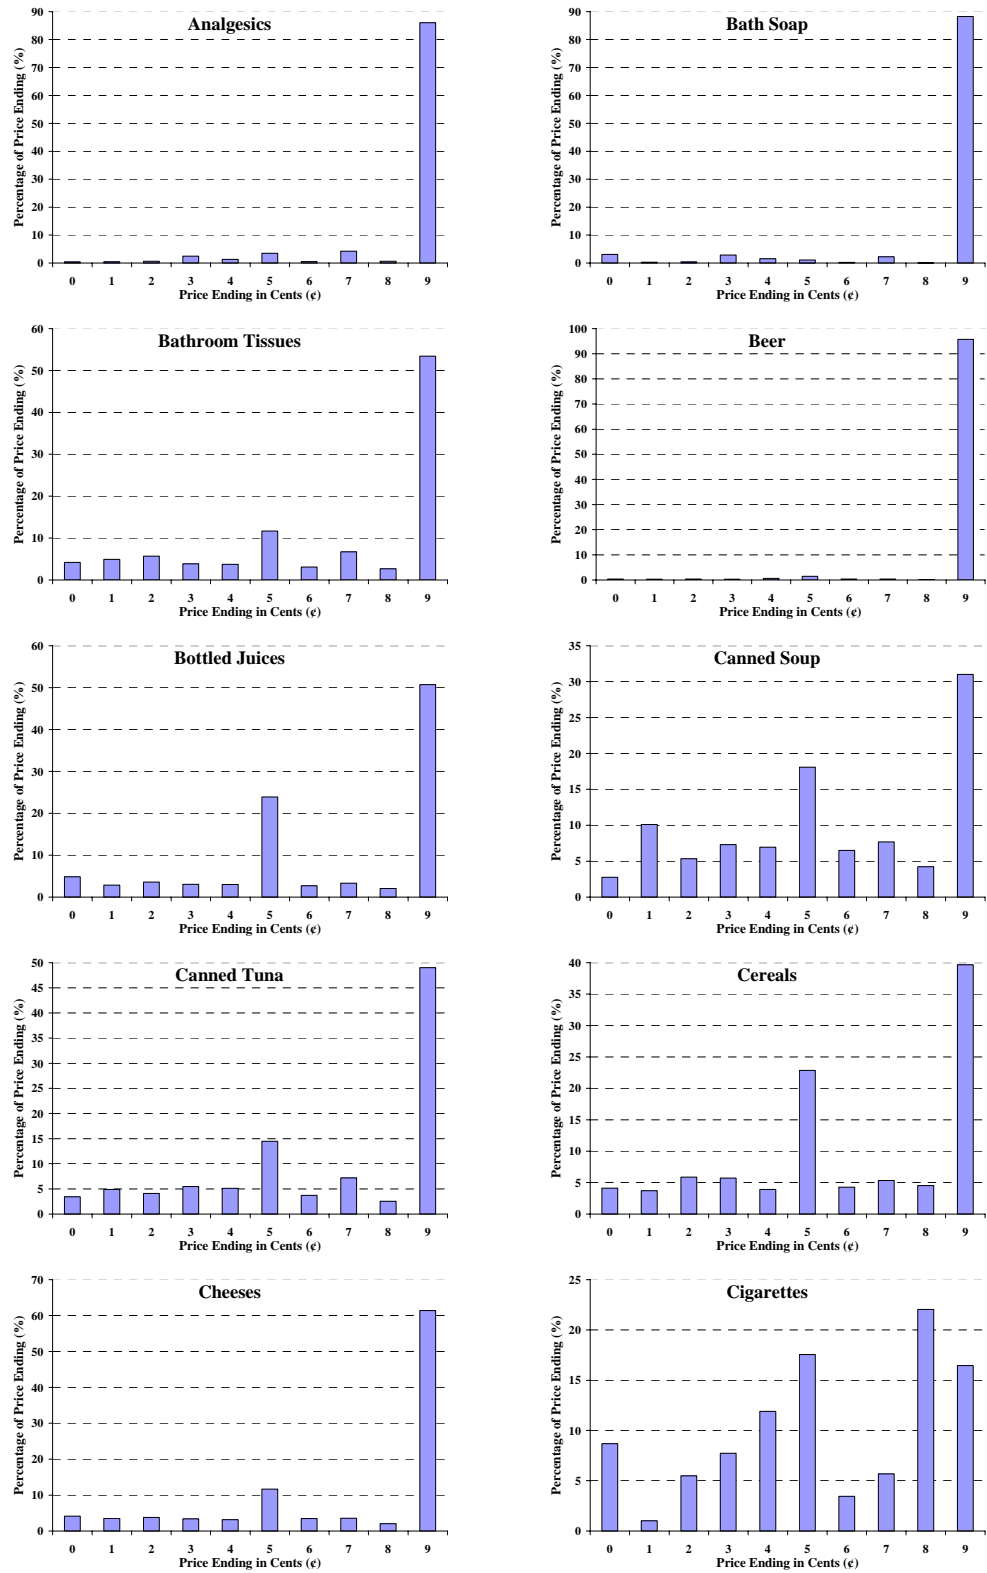 Analgesics
Percentage of Price Ending (%)
90
80
70
60
50
40
30
20
10
0
0 1 2 3 4 5 6 7 8 9
Price Ending in Cents (¢)
Bath Soap
Percentage of Price Ending (%)
90
80
70
60
50
40
30
20
10
0
0 1 2 3 4 5 6 7 8 9
Price Ending in Cents (¢)
Bathroom Tissues
Percentage of Price Ending (%)
60
50
40
30
20
10
0
0 1 2 3 4 5 6 7 8 9
Price Ending in Cents (¢)
Beer
Percentage of Price Ending (%)
100
90
80
70
60
50
40
30
20
10
0
0 1 2 3 4 5 6 7 8 9
Price Ending in Cents (¢)
Bottled Juices
Percentage of Price Ending (%)
60
50
40
30
20
10
0
0 1 2 3 4 5 6 7 8 9
Price Ending in Cents (¢)
Canned Soup
Percentage of Price Ending (%)
35
30
25
20
15
10
5
0
0 1 2 3 4 5 6 7 8 9
Price Ending in Cents (¢)
Canned Tuna
Percentage of Price Ending (%)
50
45
40
35
30
25
20
15
10
5
0
0 1 2 3 4 5 6 7 8 9
Price Ending in Cents (¢)
Cereals
Percentage of Price Ending (%)
40
35
30
25
20
15
10
5
0
0 1 2 3 4 5 6 7 8 9
Price Ending in Cents (¢)
Cheeses
Percentage of Price Ending (%)
70
60
50
40
30
20
10
0
0 1 2 3 4 5 6 7 8 9
Price Ending in Cents (¢)
Cigarettes
Percentage of Price Ending (%)
25
20
15
10
5
0
0 1 2 3 4 5 6 7 8 9
Price Ending in Cents (¢)